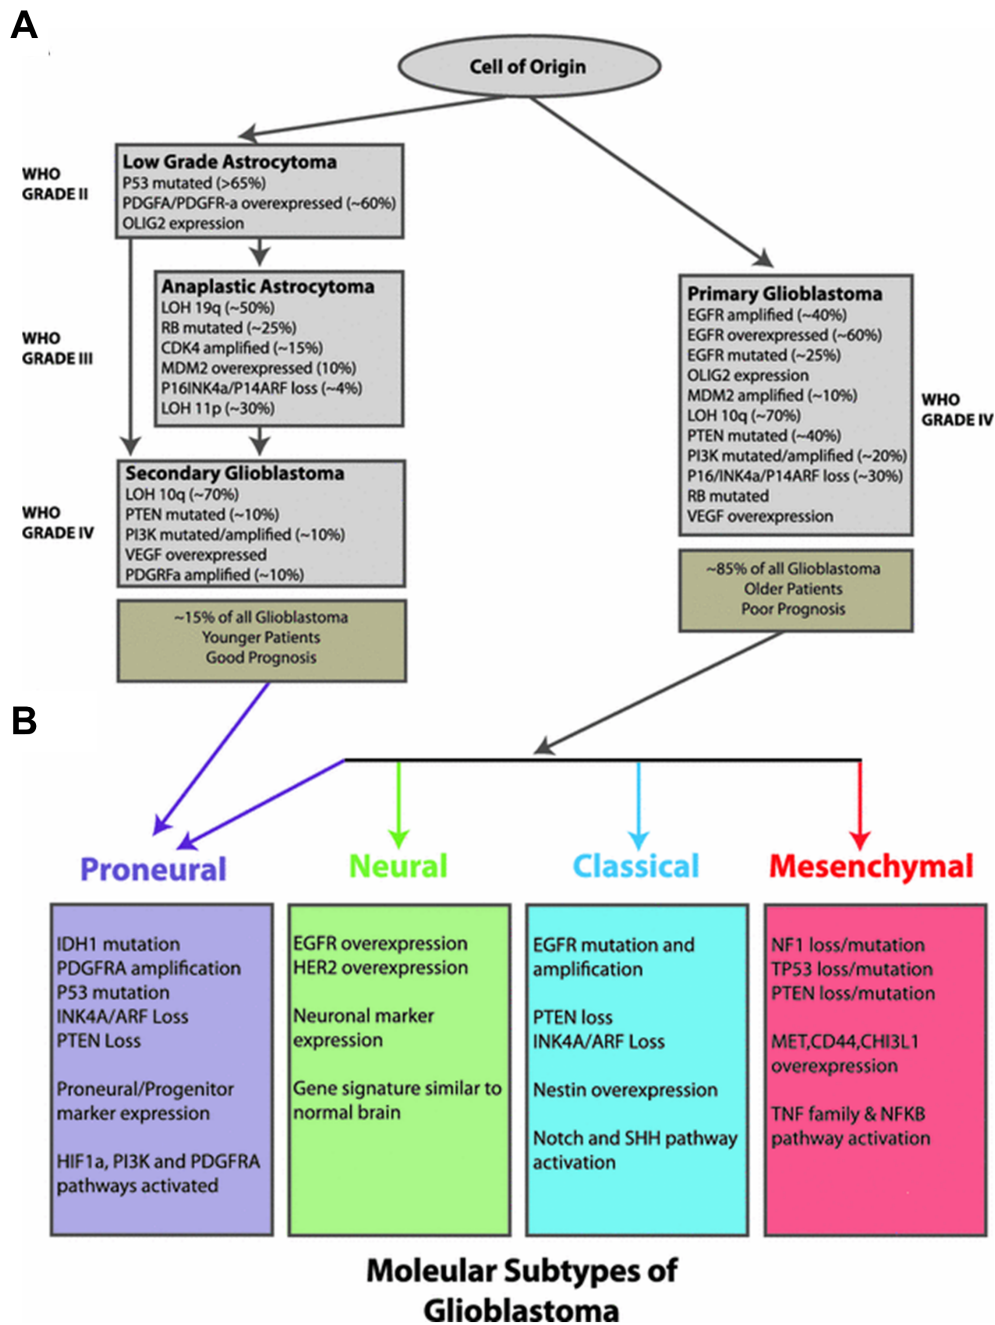 A
Cell of Origin
WHO
GRADE II
Low Grade Astrocytoma
P53 mutated (>65%)
PDGFA/PDGFR-a overexpressed (~60%)
OLIG2 expression
WHO
GRADE III
Anaplastic Astrocytoma
LOH 19q (~50%)
RB mutated (~25%)
CDK4 amplified (~15%)
MDM2 overexpressed (10%)
P16INK4a/P14ARF loss (~4%)
LOH 11p (~30%)
WHO
GRADE IV
Secondary Glioblastoma
LOH 10q (~70%)
PTEN mutated (~10%)
PI3K mutated/amplified (~10%)
VEGF overexpressed
PDGRFa amplified (~10%)
~15% of all Glioblastoma
Younger Patients
Good Prognosis
Primary Glioblastoma
EGFR amplified (~40%)
EGFR overexpressed (~60%)
EGFR mutated (~25%)
OLIG2 expression
MDM2 amplified (~10%)
LOH 10q (~70%)
PTEN mutated (~40%)
PI3K mutated/amplified (~20%)
P16/INK4a/P14ARF loss (~30%)
RB mutated
VEGF overexpression
WHO
GRADE IV
~85% of all Glioblastoma
Older Patients
Poor Prognosis
B
Proneural
IDH1 mutation
PDGFRA amplification
P53 mutation
INK4A/ARF Loss
PTEN Loss
Proneural/Progenitor
marker expression
HIF1a, PI3K and PDGFRA
pathways activated
Neural
EGFR overexpression
HER2 overexpression
Neuronal marker
expression
Gene signature similar to
normal brain
Classical
EGFR mutation and
amplification
PTEN loss
INK4A/ARF Loss
Nestin overexpression
Notch and SHH pathway
activation
Mesenchymal
NF1 loss/mutation
TP53 loss/mutation
PTEN loss/mutation
MET,CD44,CHI3L1
overexpression
TNF family & NFKB
pathway activation
Moleular Subtypes of
Glioblastoma